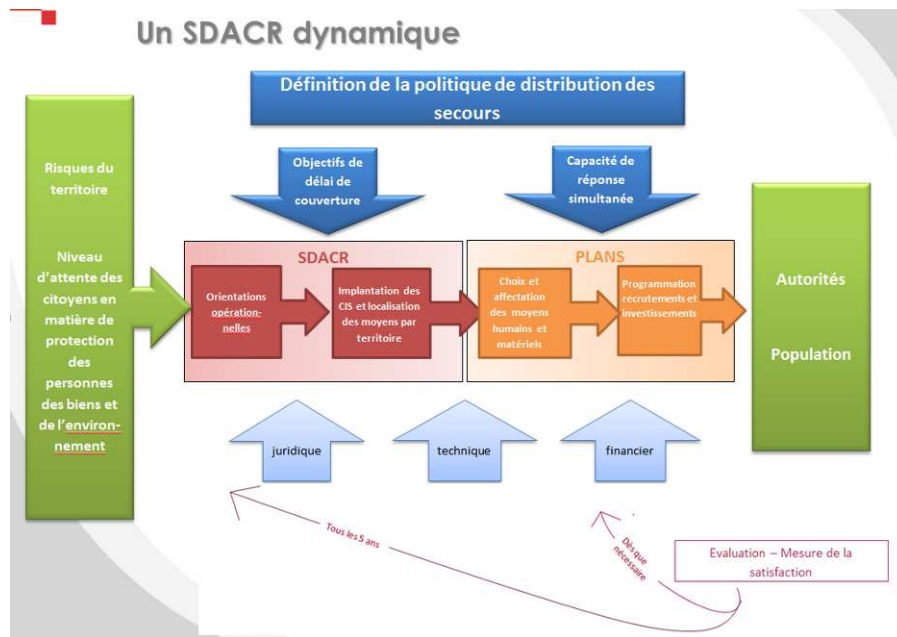 Un SDACR dynamique
Définition de la politique de distribution des
secours
Objectifs de
délai de
couverture
Capacité de
réponse
simultanée
Risques du
territoire
Niveau
d'attente des
citoyens en
matière de
protection
des
personnes
des biens et
de l'environ-
nement
SDACR
Orientations
opération-
nelles
Implantation des
CIS et localisation
des moyens par
territoire
PLANS
Choix et
affectation
des moyens
humains et
matériels
Programmation
recrutements et
investissements
Autorités
Population
juridique
technique
financier
Tous les 5 ans
Dès que
nécessaire
Evaluation – Mesure de la
satisfaction